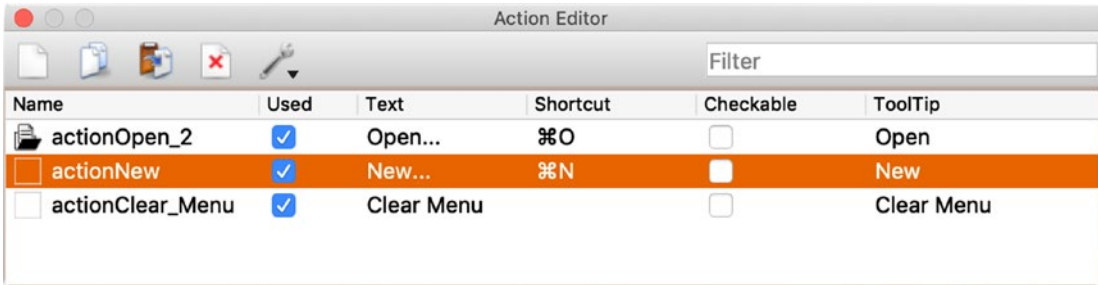 Action Editor
Filter
Name Used Text Shortcut Checkable ToolTip
actionOpen_2 Open... ⌘O Open
actionNew New... ⌘N New
actionClear_Menu Clear Menu Clear Menu